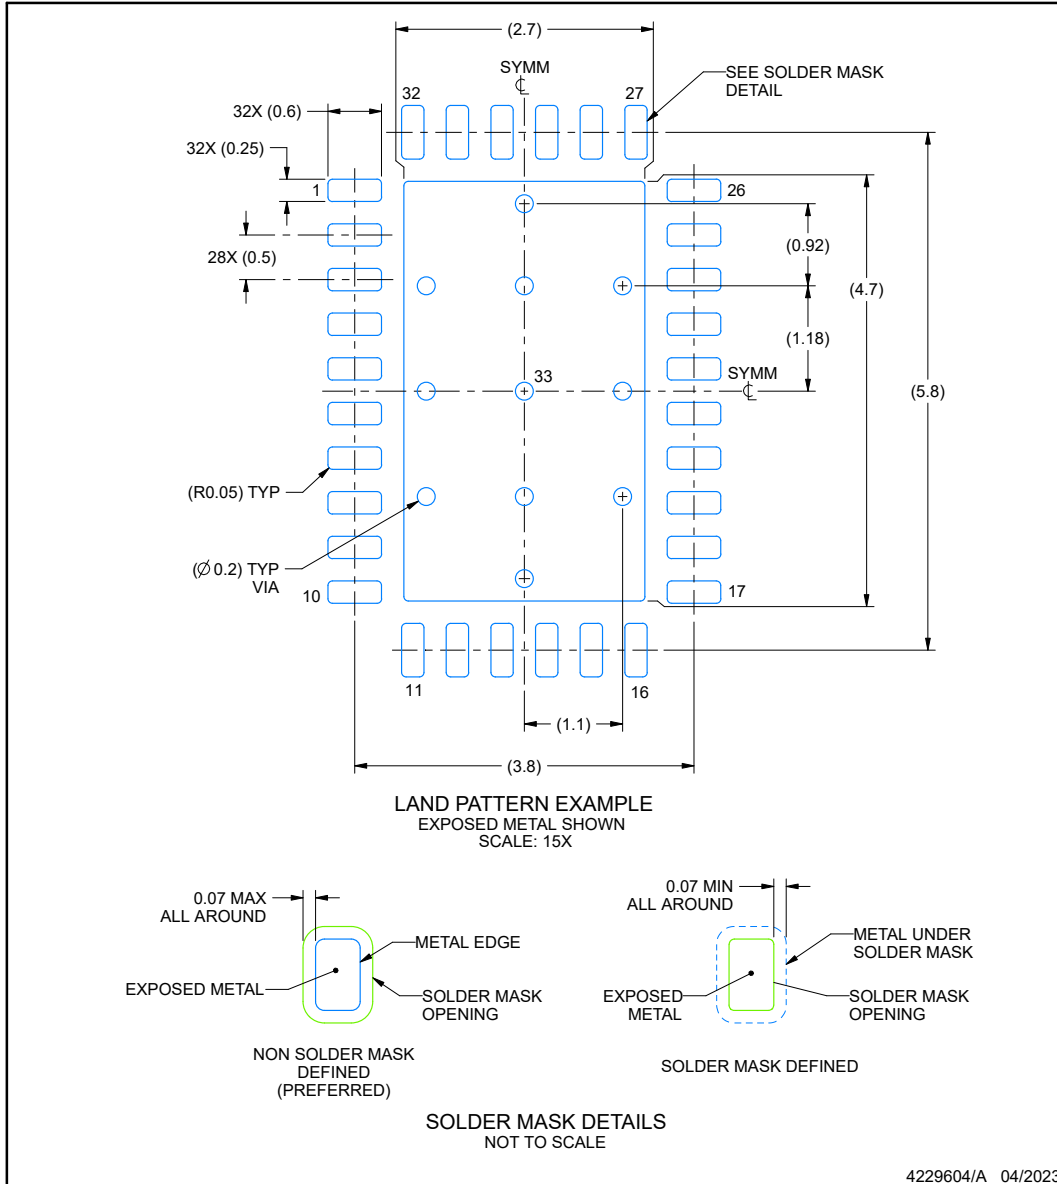 (2.7)
SYMM
℄
SEE SOLDER MASK
DETAIL
32
27
32X (0.6)
32X (0.25)
1
26
28X (0.5)
(0.92)
(4.7)
(1.18)
33
SYMM
℄
(5.8)
(R0.05) TYP
(∅ 0.2) TYP
VIA
10
17
11
16
(1.1)
(3.8)
LAND PATTERN EXAMPLE
EXPOSED METAL SHOWN
SCALE: 15X
0.07 MAX
ALL AROUND
METAL EDGE
EXPOSED METAL
SOLDER MASK
OPENING
NON SOLDER MASK
DEFINED
(PREFERRED)
0.07 MIN
ALL AROUND
METAL UNDER
SOLDER MASK
EXPOSED
METAL
SOLDER MASK
OPENING
SOLDER MASK DEFINED
SOLDER MASK DETAILS
NOT TO SCALE
4229604/A 04/2023